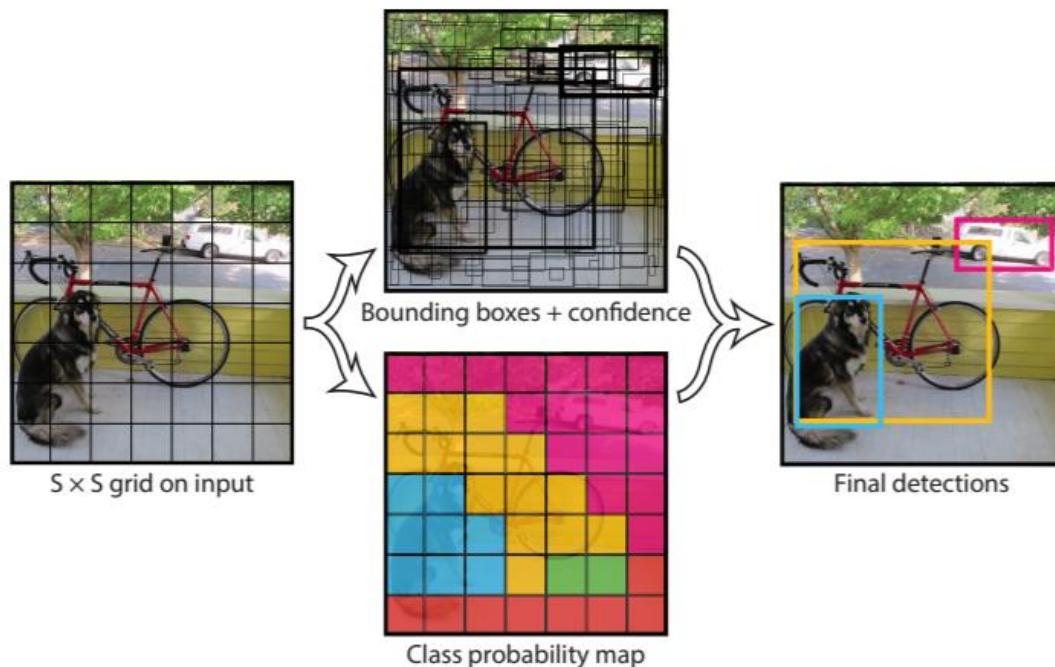 Bounding boxes + confidence
S × S grid on input
Final detections
Class probability map